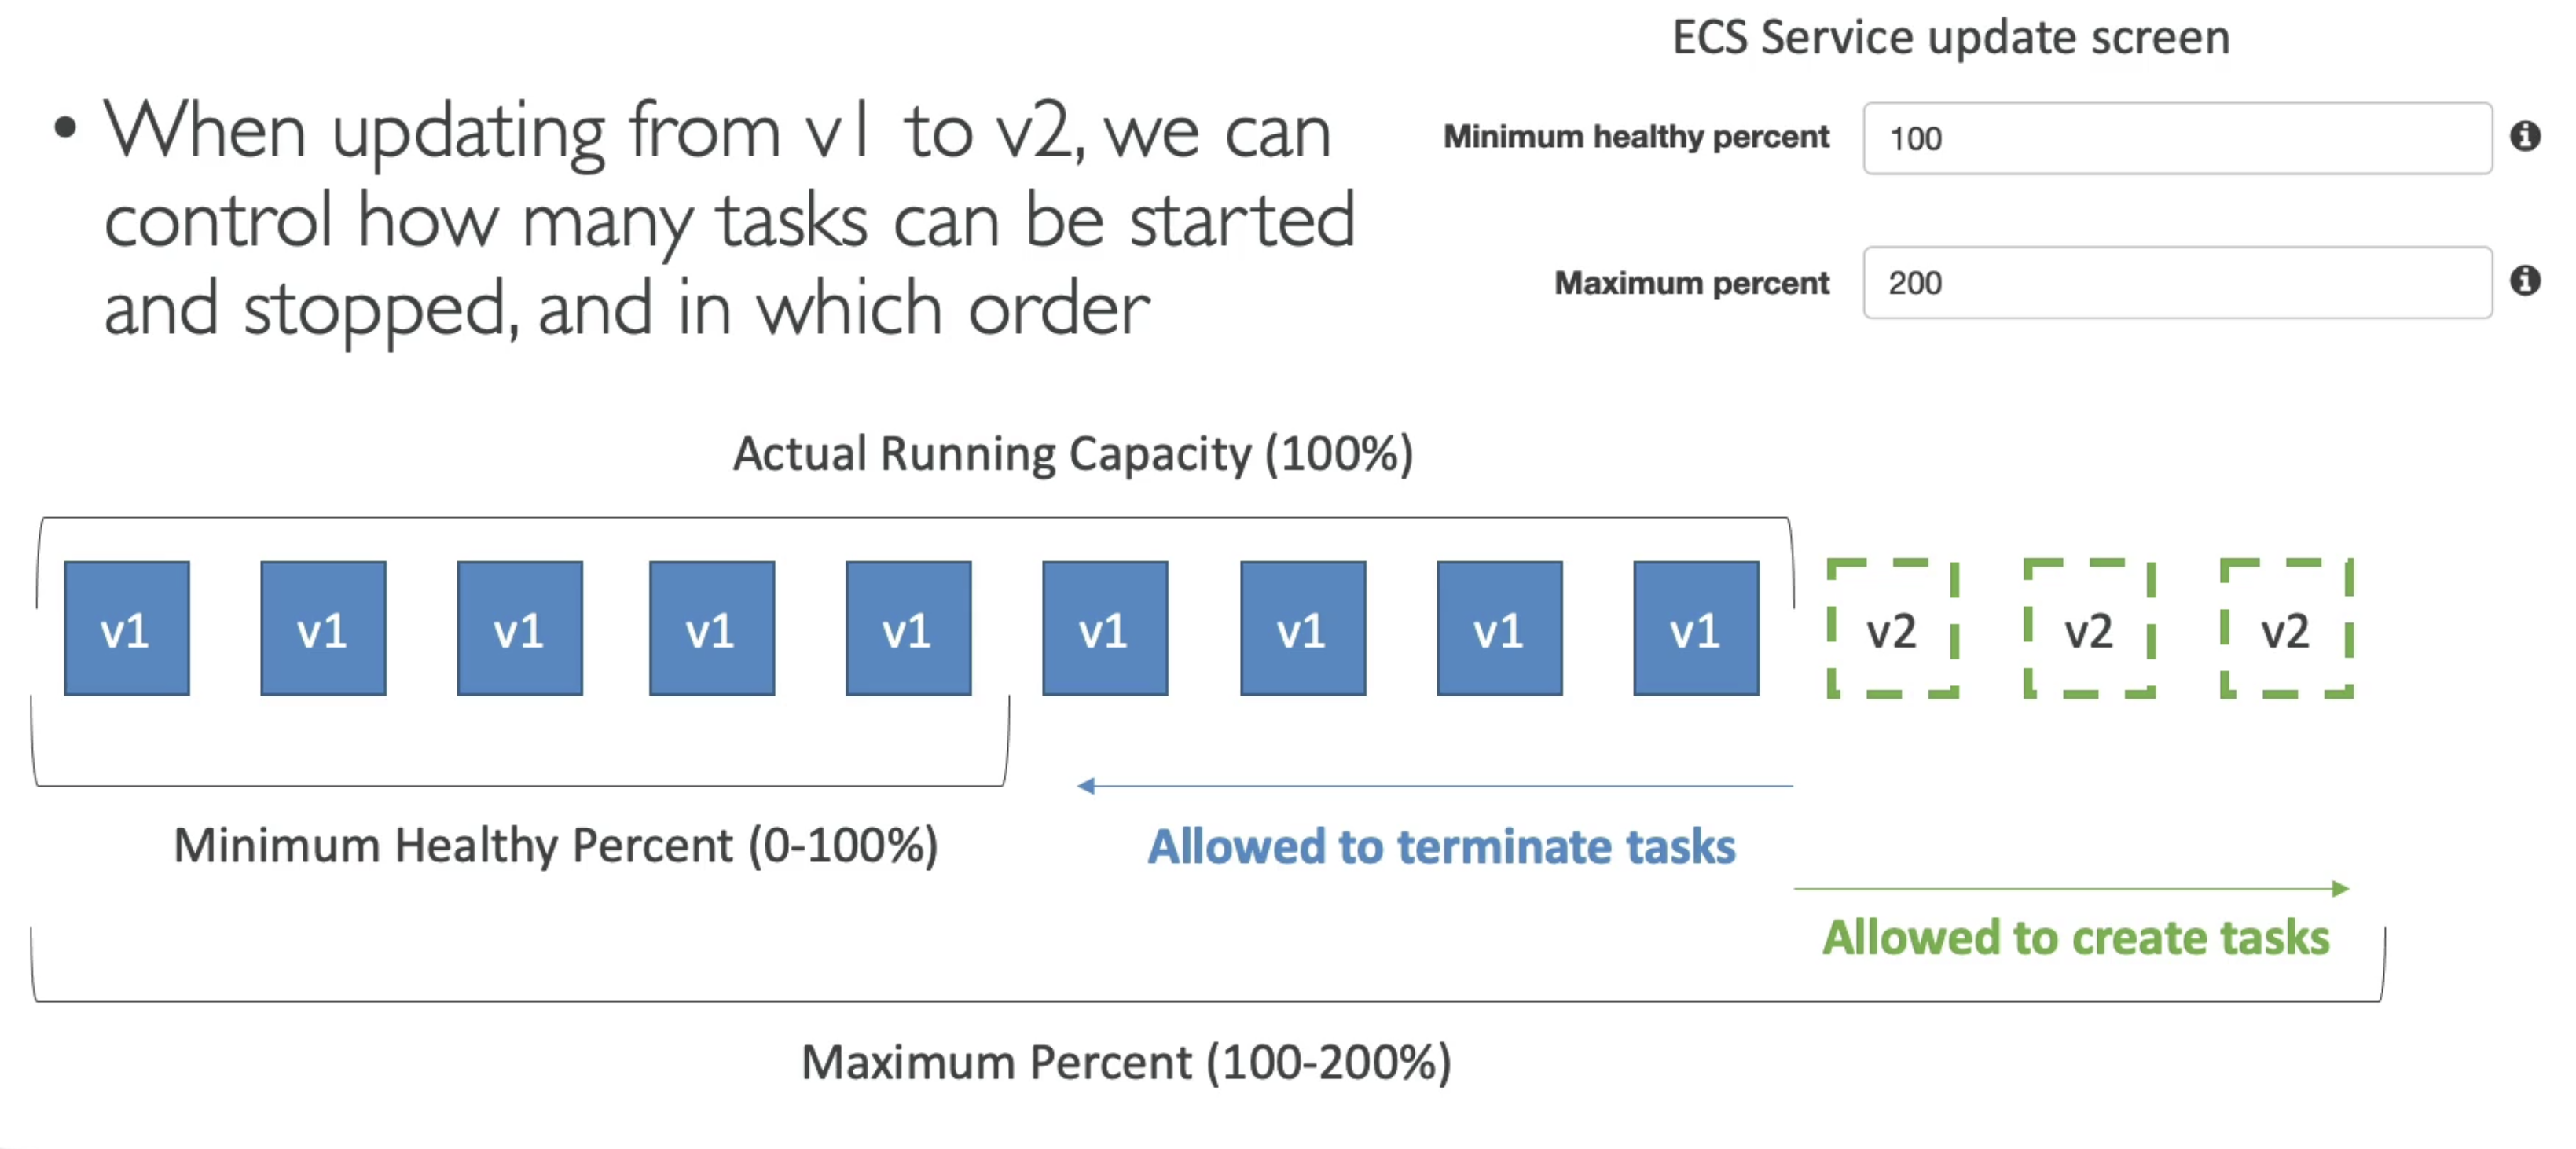 ECS Service update screen
• When updating from v1 to v2, we can
control how many tasks can be started
and stopped, and in which order
Minimum healthy percent 100
Maximum percent 200
Actual Running Capacity (100%)
v1 v1 v1 v1 v1 v1 v1 v1 v1 v2 v2 v2
Minimum Healthy Percent (0-100%)
Allowed to terminate tasks
Allowed to create tasks
Maximum Percent (100-200%)